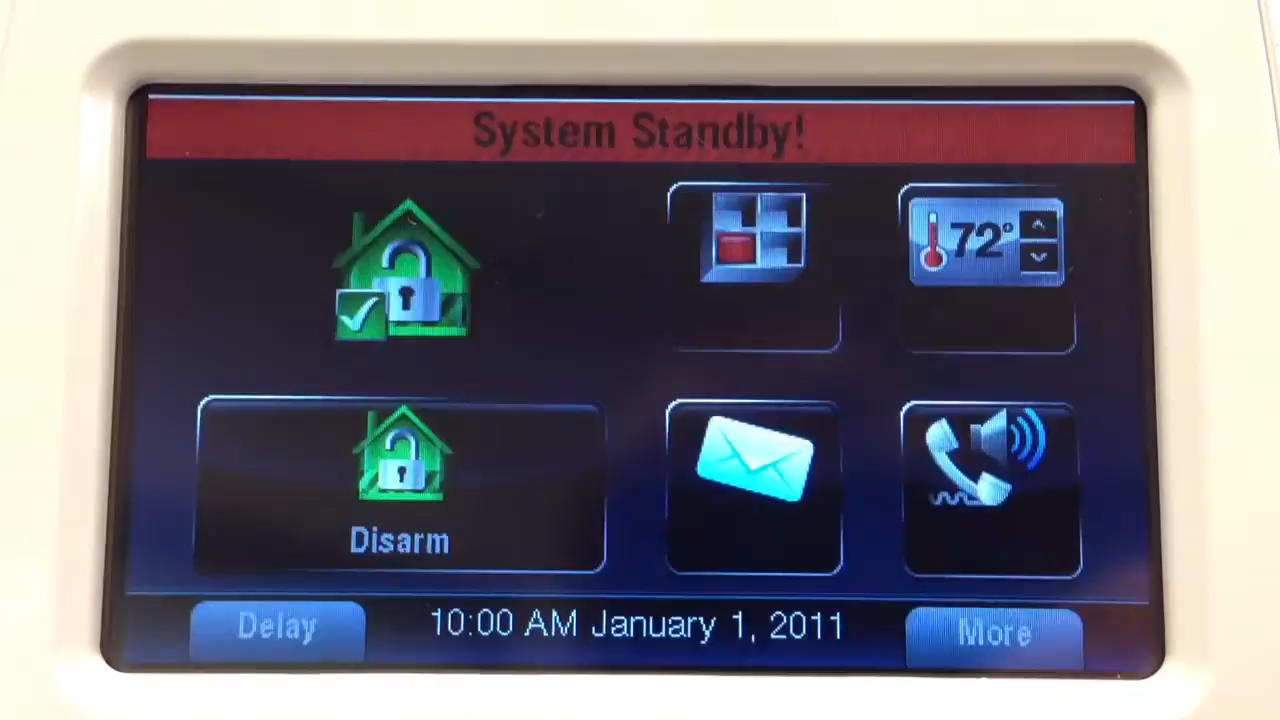 System Standby!
72°
Disarm
Delay
10:00 AM January 1, 2011
More